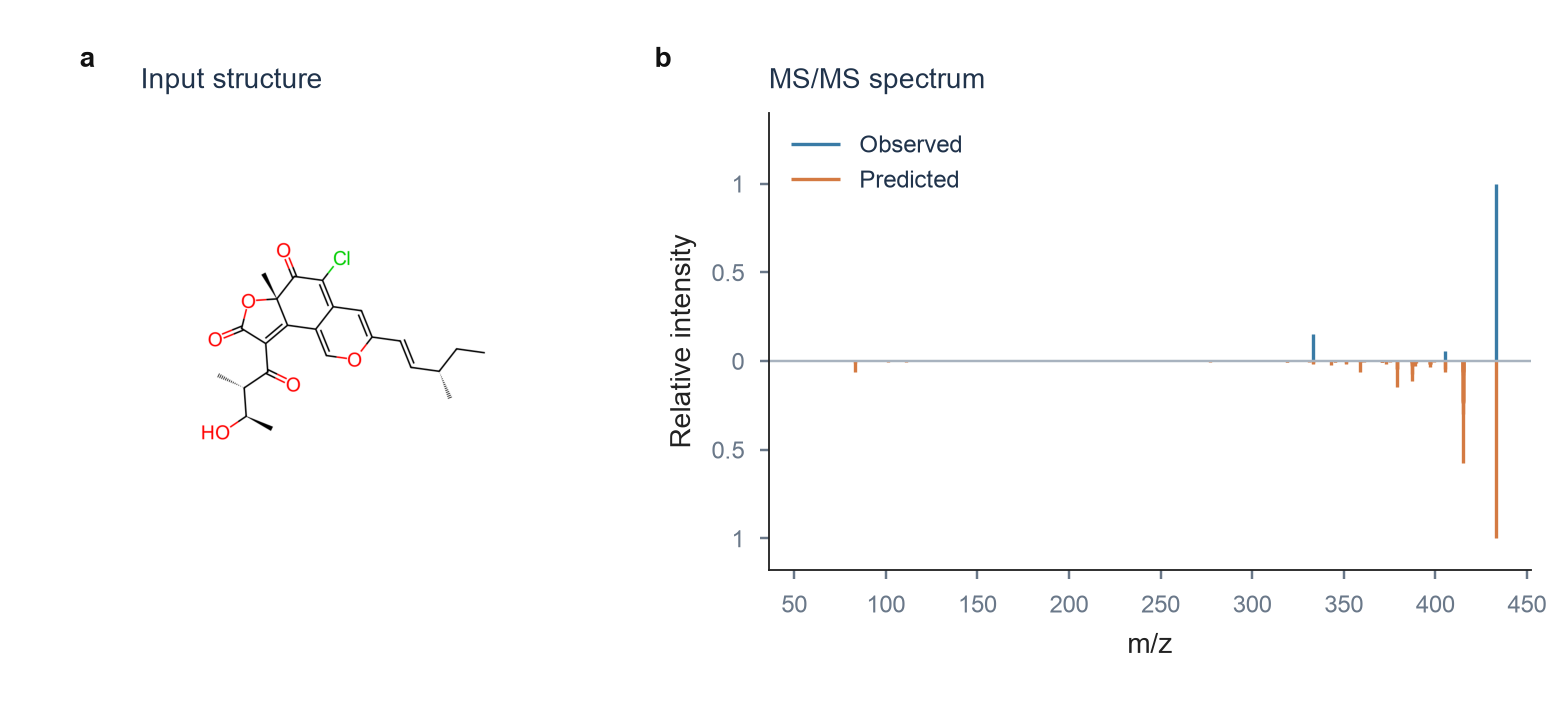 a
Input structure
O
Cl
O
O
O
O
HO
b
MS/MS spectrum
Observed
Predicted
Relative intensity
1
0.5
0
0.5
1
50 100 150 200 250 300 350 400 450
m/z